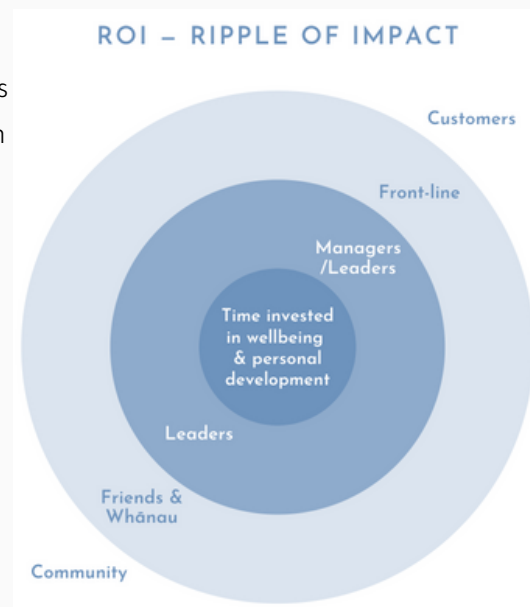 ROI – RIPPLE OF IMPACT
s
n
Customers
Front-line
Managers
/Leaders
Time invested
in wellbeing
& personal
development
Leaders
Friends &
Whānau
Community